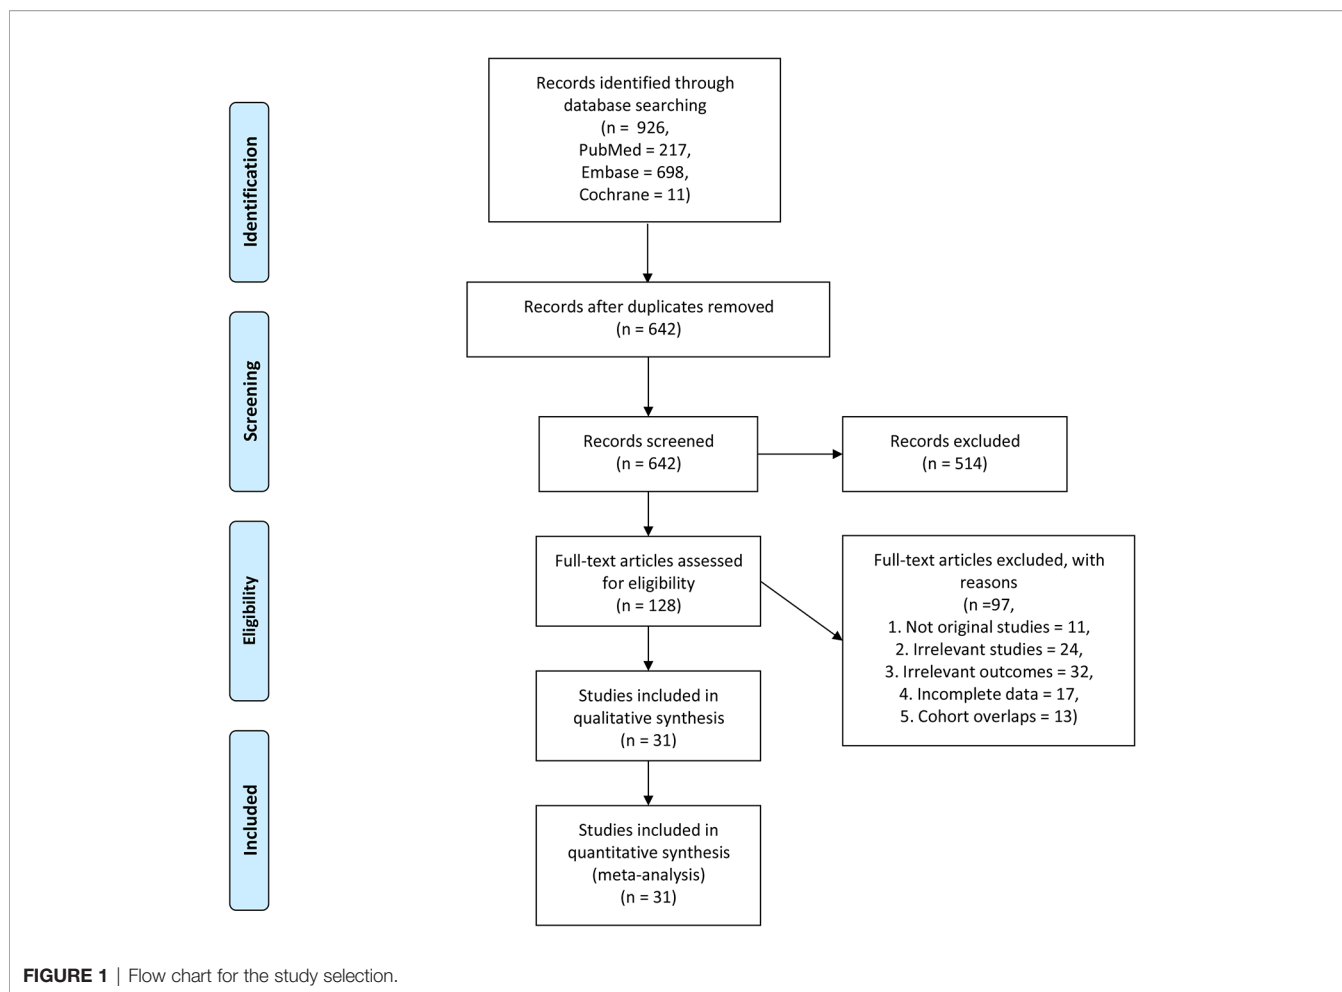 Identification
Screening
Eligibility
Included
Records identified through
database searching
(n =  926,
PubMed = 217,
Embase = 698,
Cochrane = 11)
Records after duplicates removed
(n = 642)
Records screened
(n = 642)
Records excluded
(n = 514)
Full-text articles assessed
for eligibility
(n = 128)
Full-text articles excluded, with
reasons
(n =97,
1. Not original studies = 11,
2. Irrelevant studies = 24,
3. Irrelevant outcomes = 32,
4. Incomplete data = 17,
5. Cohort overlaps = 13)
Studies included in
qualitative synthesis
(n = 31)
Studies included in
quantitative synthesis
(meta-analysis)
(n = 31)
FIGURE 1 | Flow chart for the study selection.